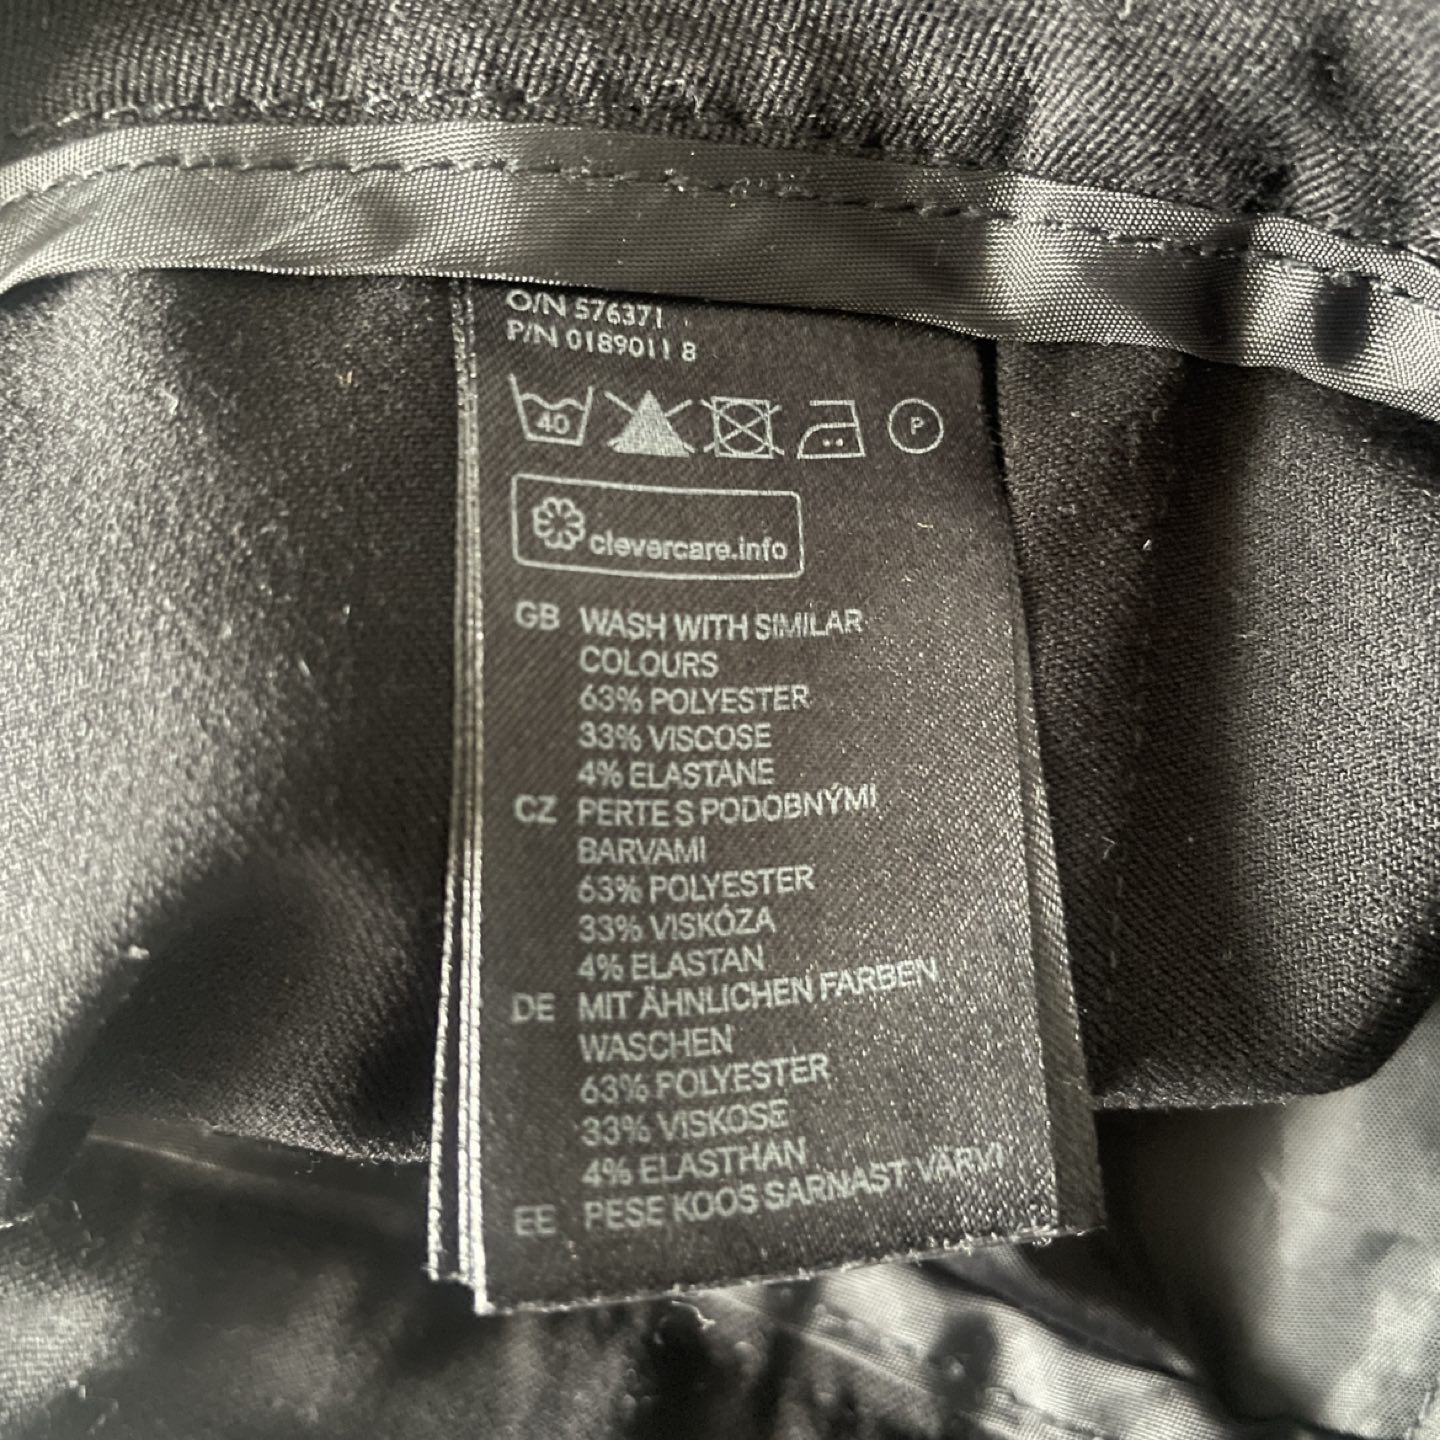 O/N 576371
P/N 0189011 8
40 P
clevercare.info
GB WASH WITH SIMILAR
COLOURS
63% POLYESTER
33% VISCOSE
4% ELASTANE
CZ PERTE S PODOBNÝMI
BARVAMI
63% POLYESTER
33% VISKÓZA
4% ELASTAN
DE MIT ÄHNLICHEN FARBEN
WASCHEN
63% POLYESTER
33% VISKOSE
4% ELASTHAN
EE PESE KOOS SARNAST VÄRVI